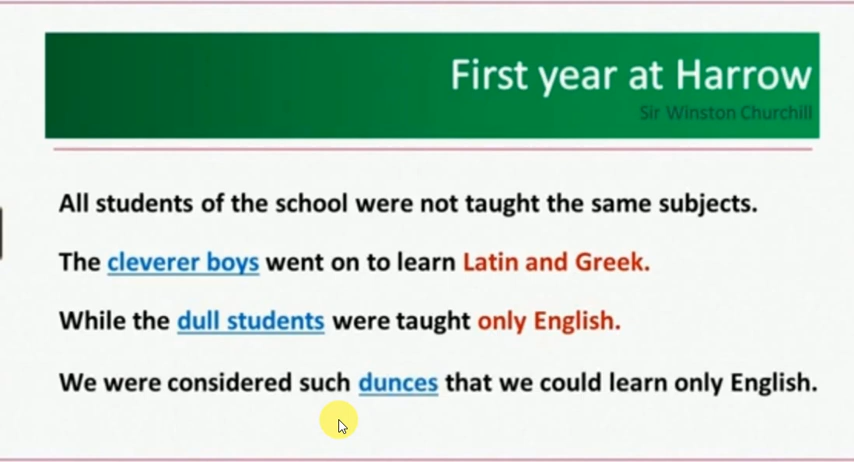 First year at Harrow
Sir Winston Churchill
All students of the school were not taught the same subjects.
The cleverer boys went on to learn Latin and Greek.
While the dull students were taught only English.
We were considered such dunces that we could learn only English.